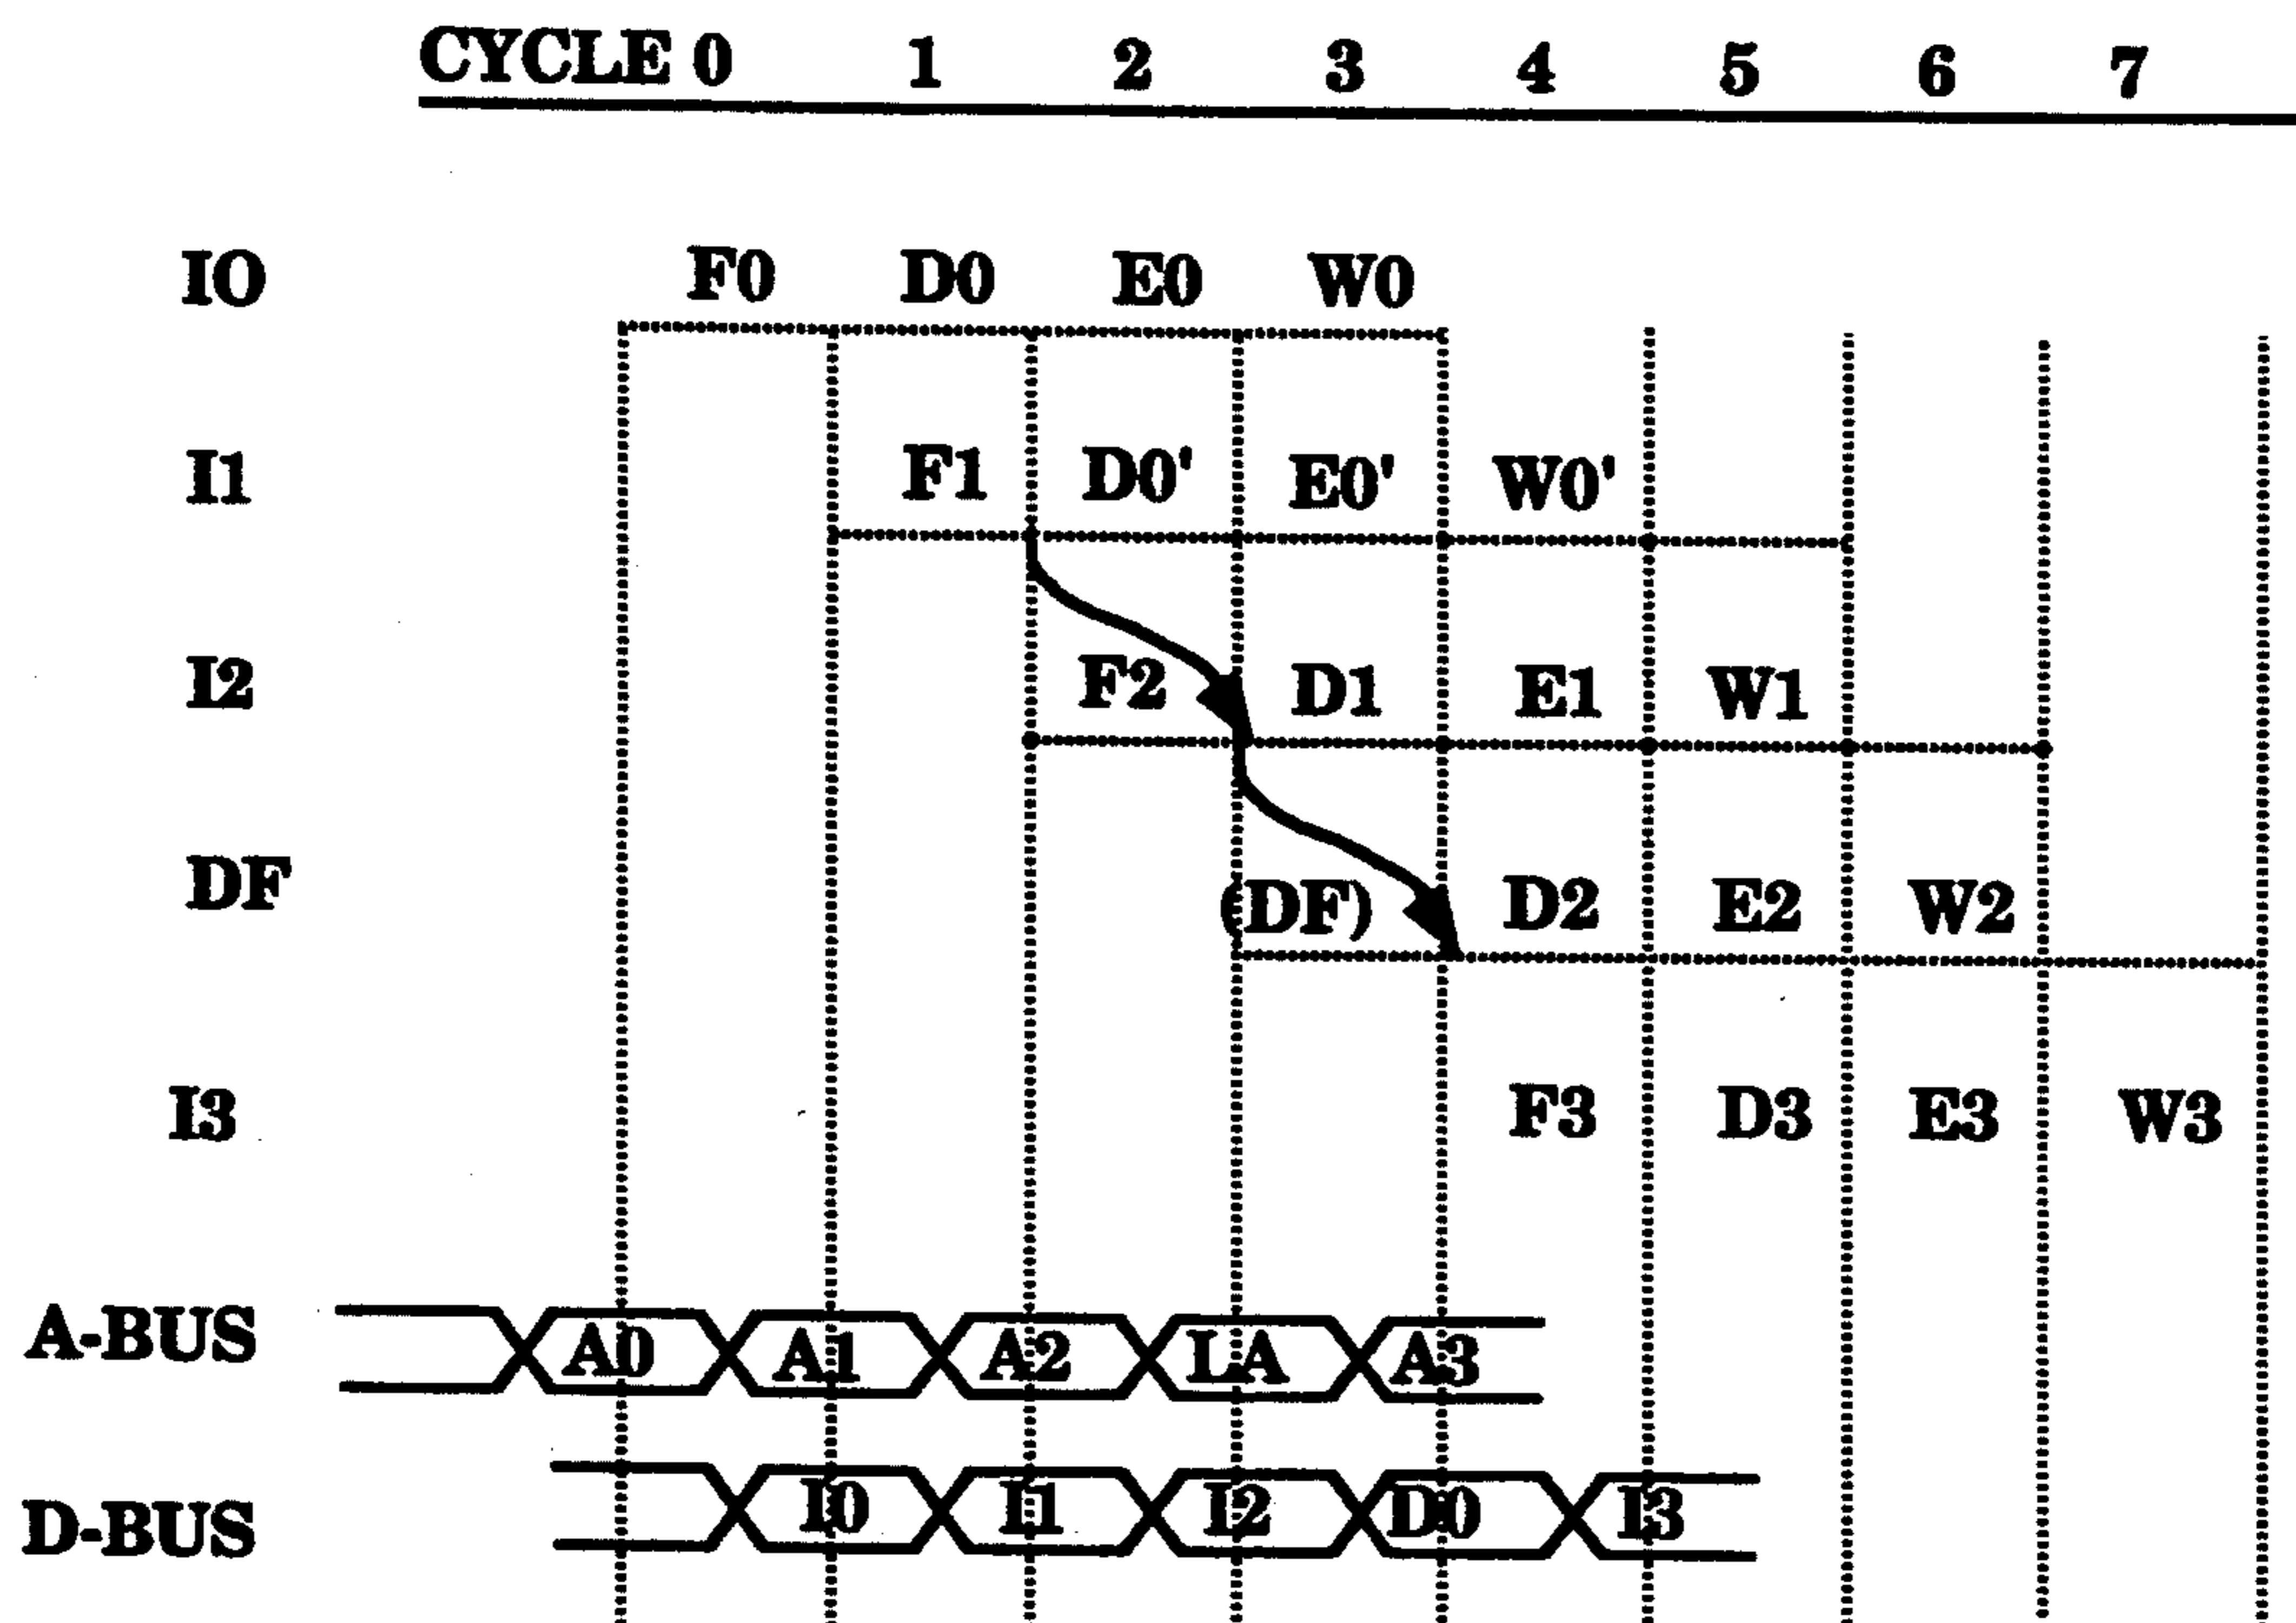 CYCLE 0 1 2 3 4 5 6 7
IO F0 D0 E0 W0
I1 F1 D0' E0' W0'
I2 F2 D1 E1 W1
DF (DF) D2 E2 W2
I3 F3 D3 E3 W3
A-BUS A0 A1 A2 LA A3
D-BUS I0 I1 I2 D0 I3